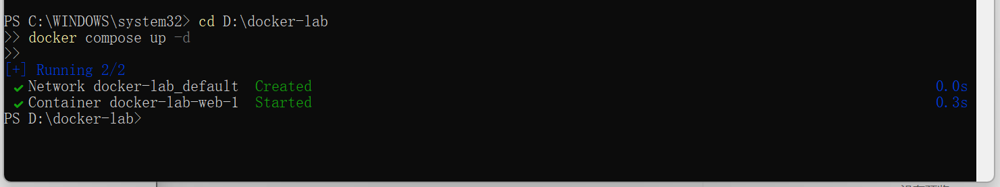 PS C:\WINDOWS\system32> cd D:\docker-lab
>> docker compose up -d
>>
[+] Running 2/2
✔ Network docker-lab_default Created 0.0s
✔ Container docker-lab-web-1 Started 0.3s
PS D:\docker-lab>